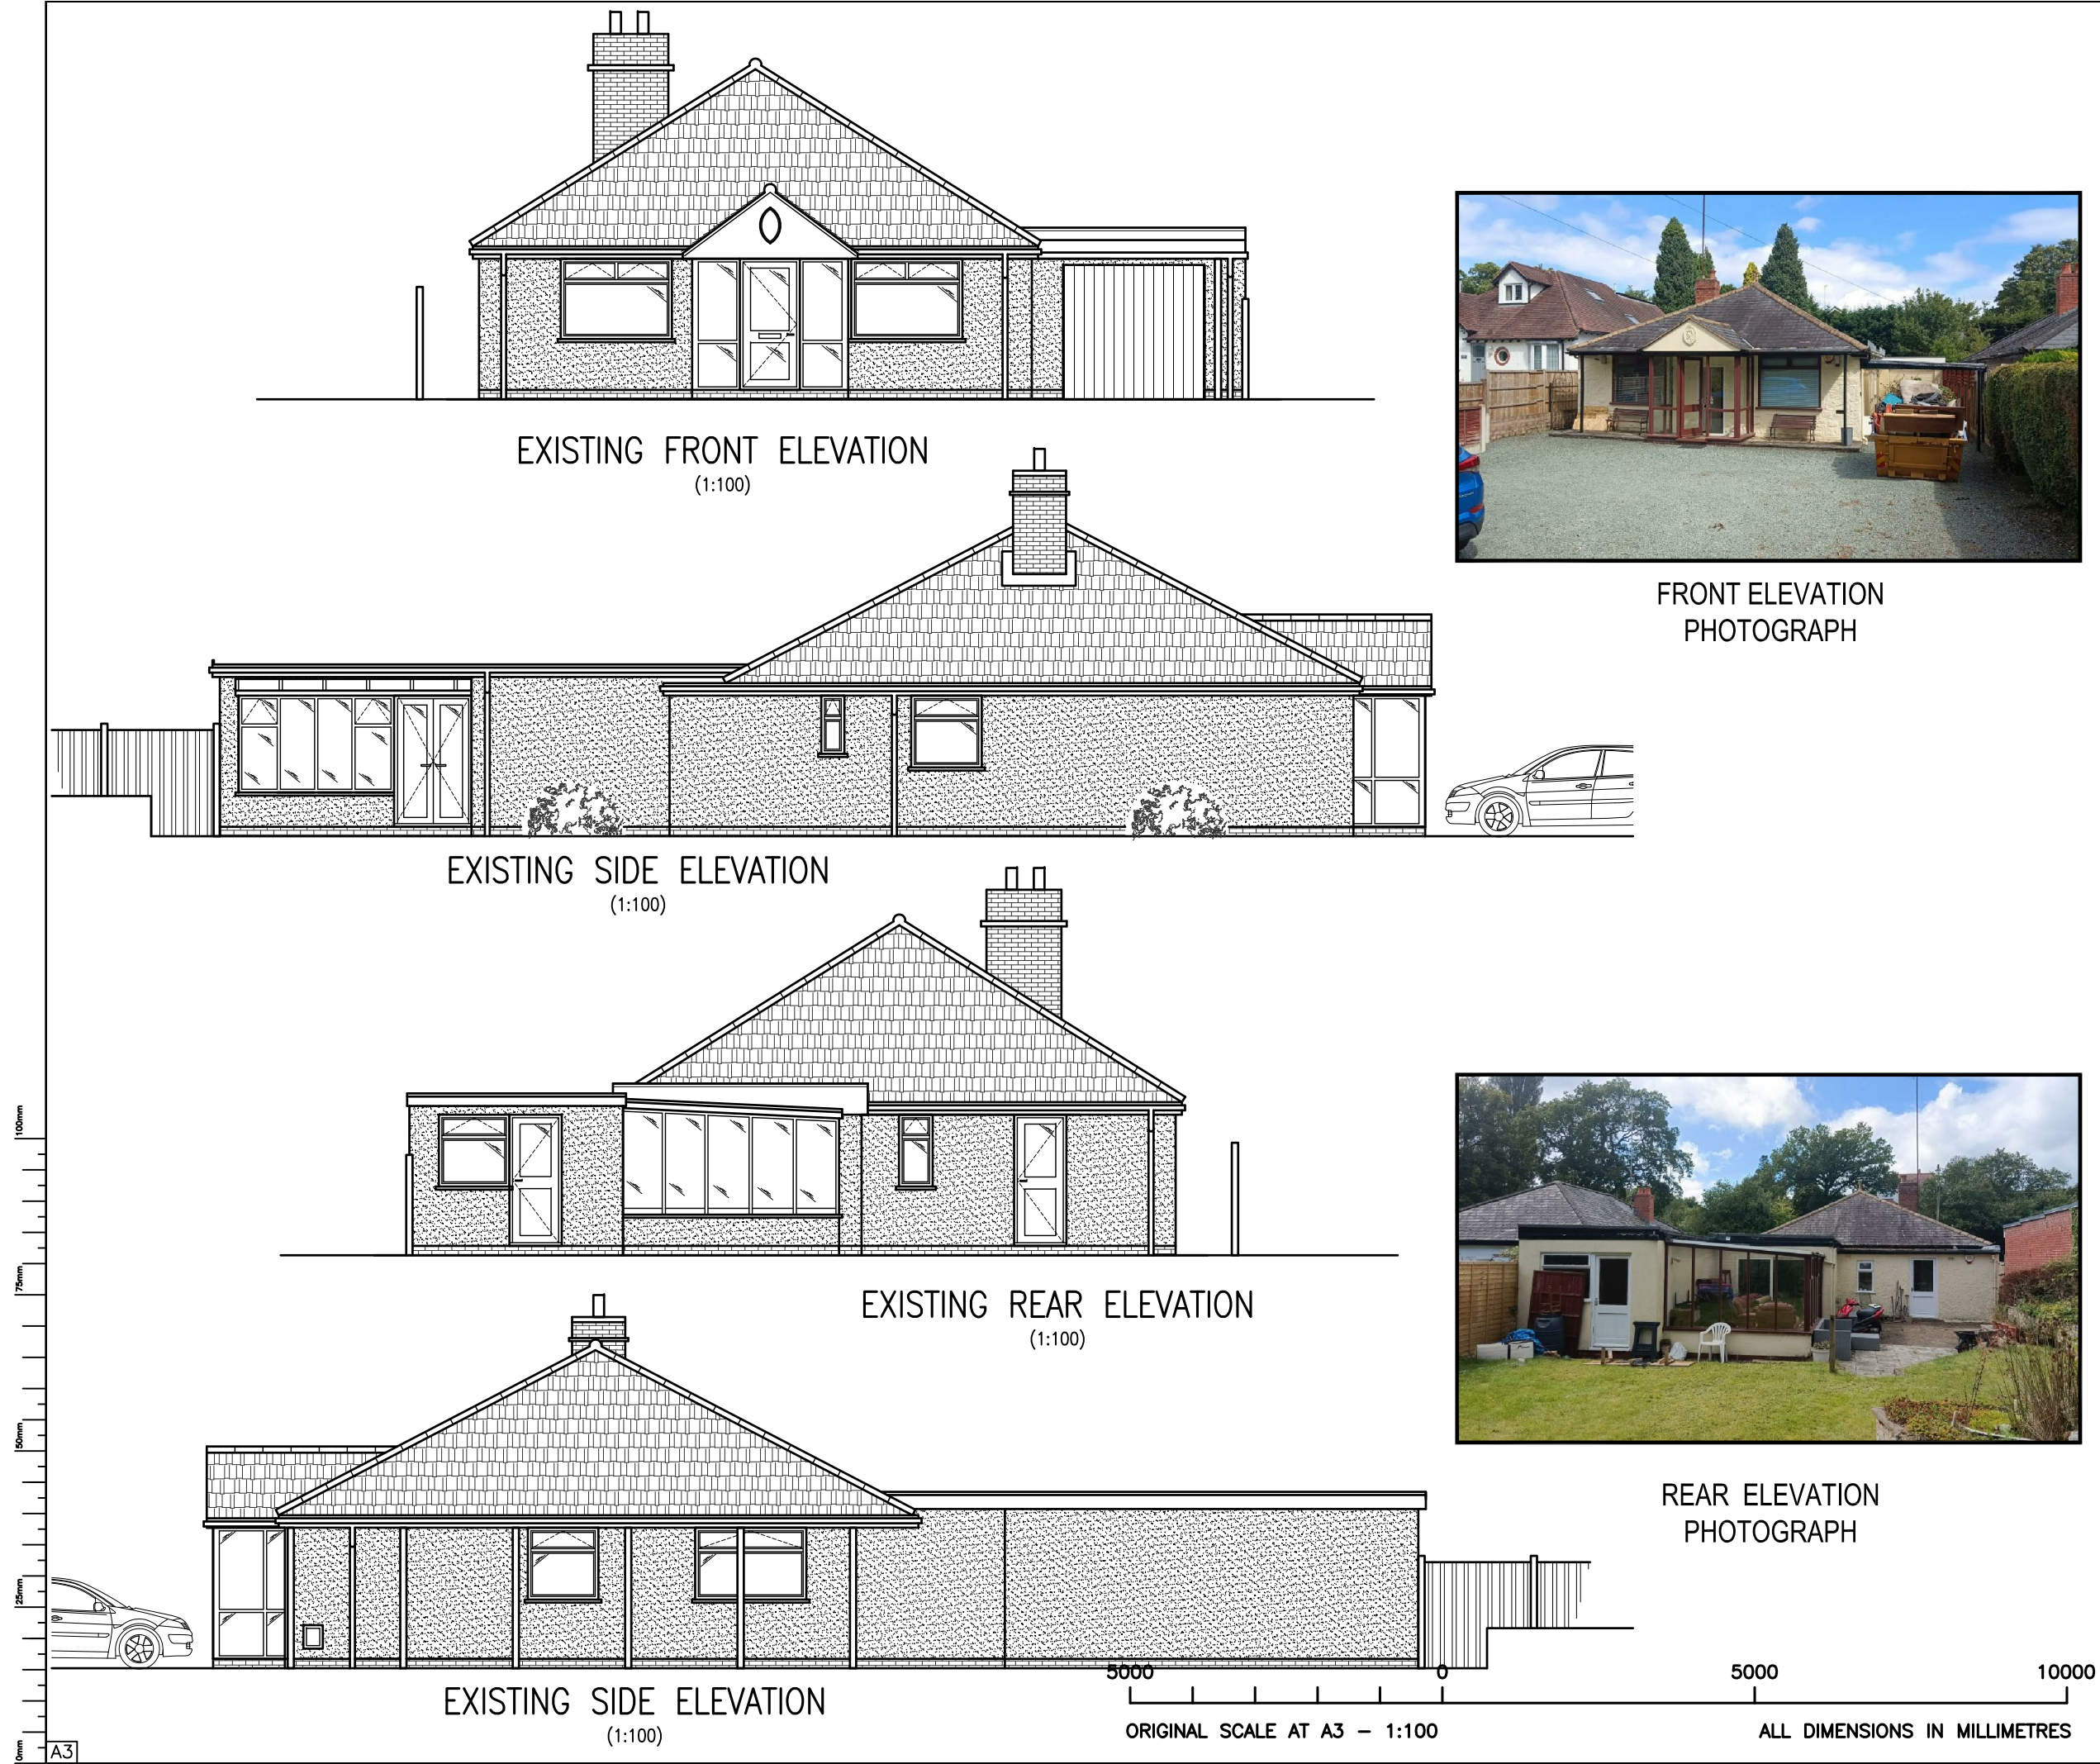 EXISTING FRONT ELEVATION
(1:100)
FRONT ELEVATION
PHOTOGRAPH
EXISTING SIDE ELEVATION
(1:100)
EXISTING REAR ELEVATION
(1:100)
REAR ELEVATION
PHOTOGRAPH
EXISTING SIDE ELEVATION
(1:100)
100mm
75mm
50mm
25mm
0mm
A3
5000 0 5000 10000
ORIGINAL SCALE AT A3 – 1:100
ALL DIMENSIONS IN MILLIMETRES